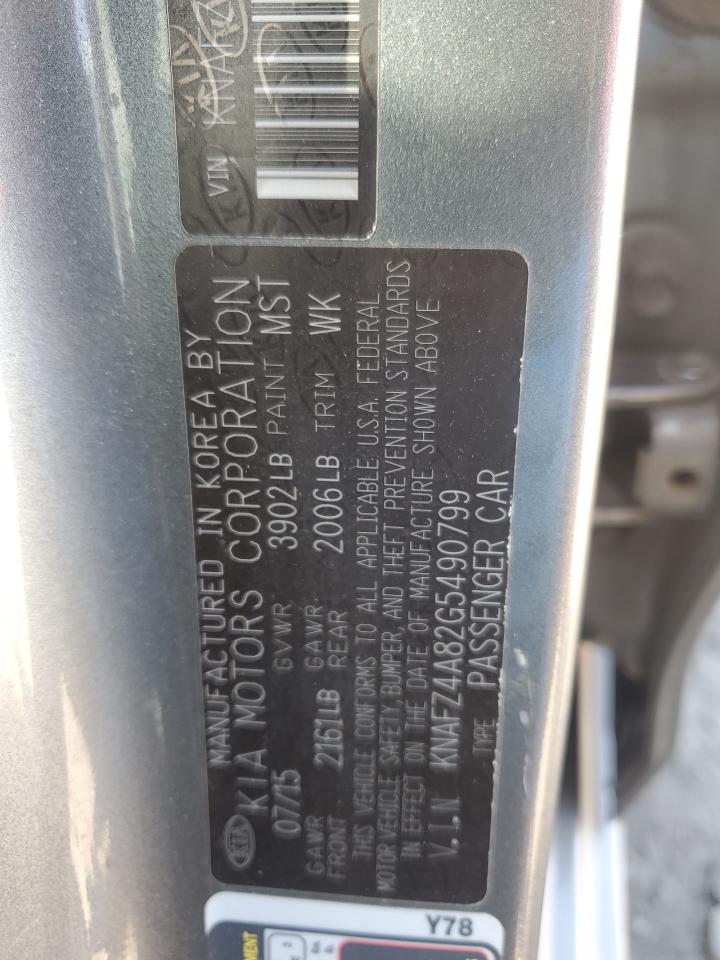 VIN
KIA
MANUFACTURED IN KOREA BY
KIA MOTORS CORPORATION
07/15 GVWR 3902LB PAINT MST
GAWR FRONT 2161LB GAWR REAR 2006LB TRIM WK
THIS VEHICLE CONFORMS TO ALL APPLICABLE U.S.A. FEDERAL
MOTOR VEHICLE SAFETY, BUMPER, AND THEFT PREVENTION STANDARDS
IN EFFECT ON THE DATE OF MANUFACTURE SHOWN ABOVE
V.I.N KNAFZ4A82G5490799
TYPE PASSENGER CAR
Y78